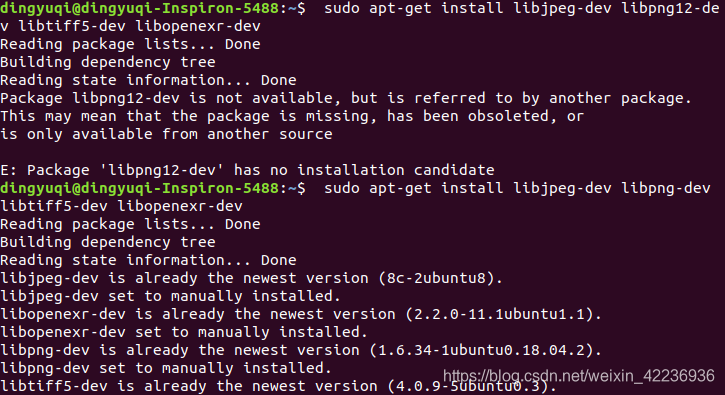 dingyuqi@dingyuqi-Inspiron-5488:~$  sudo apt-get install libjpeg-dev libpng12-de
v libtiff5-dev libopenexr-dev
Reading package lists... Done
Building dependency tree
Reading state information... Done
Package libpng12-dev is not available, but is referred to by another package.
This may mean that the package is missing, has been obsoleted, or
is only available from another source

E: Package 'libpng12-dev' has no installation candidate
dingyuqi@dingyuqi-Inspiron-5488:~$  sudo apt-get install libjpeg-dev libpng-dev
libtiff5-dev libopenexr-dev
Reading package lists... Done
Building dependency tree
Reading state information... Done
libjpeg-dev is already the newest version (8c-2ubuntu8).
libjpeg-dev set to manually installed.
libopenexr-dev is already the newest version (2.2.0-11.1ubuntu1.1).
libopenexr-dev set to manually installed.
libpng-dev is already the newest version (1.6.34-1ubuntu0.18.04.2).
libpng-dev set to manually installed.
libtiff5-dev is already the newest version (4.0.9-5ubuntu0.3).
https://blog.csdn.net/weixin_42236936